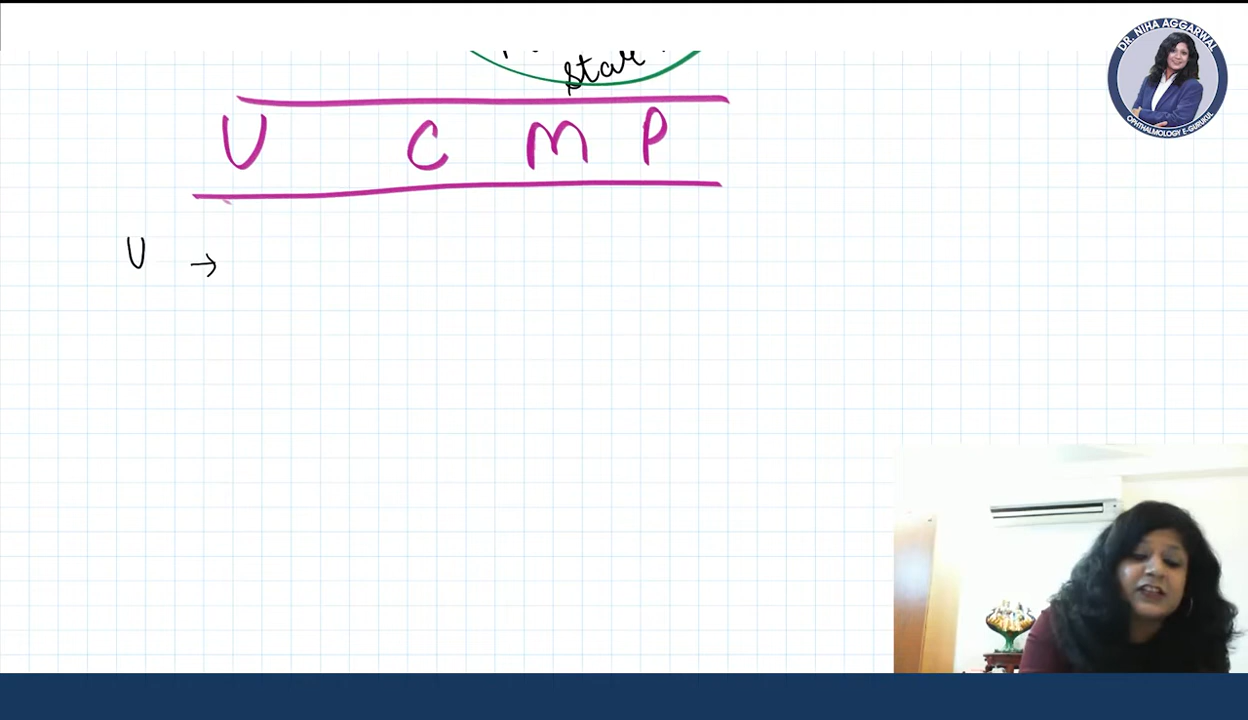 star
U C M P
U →
DR. NIHA AGGARWAL
OPHTHALMOLOGY E-GURUKUL